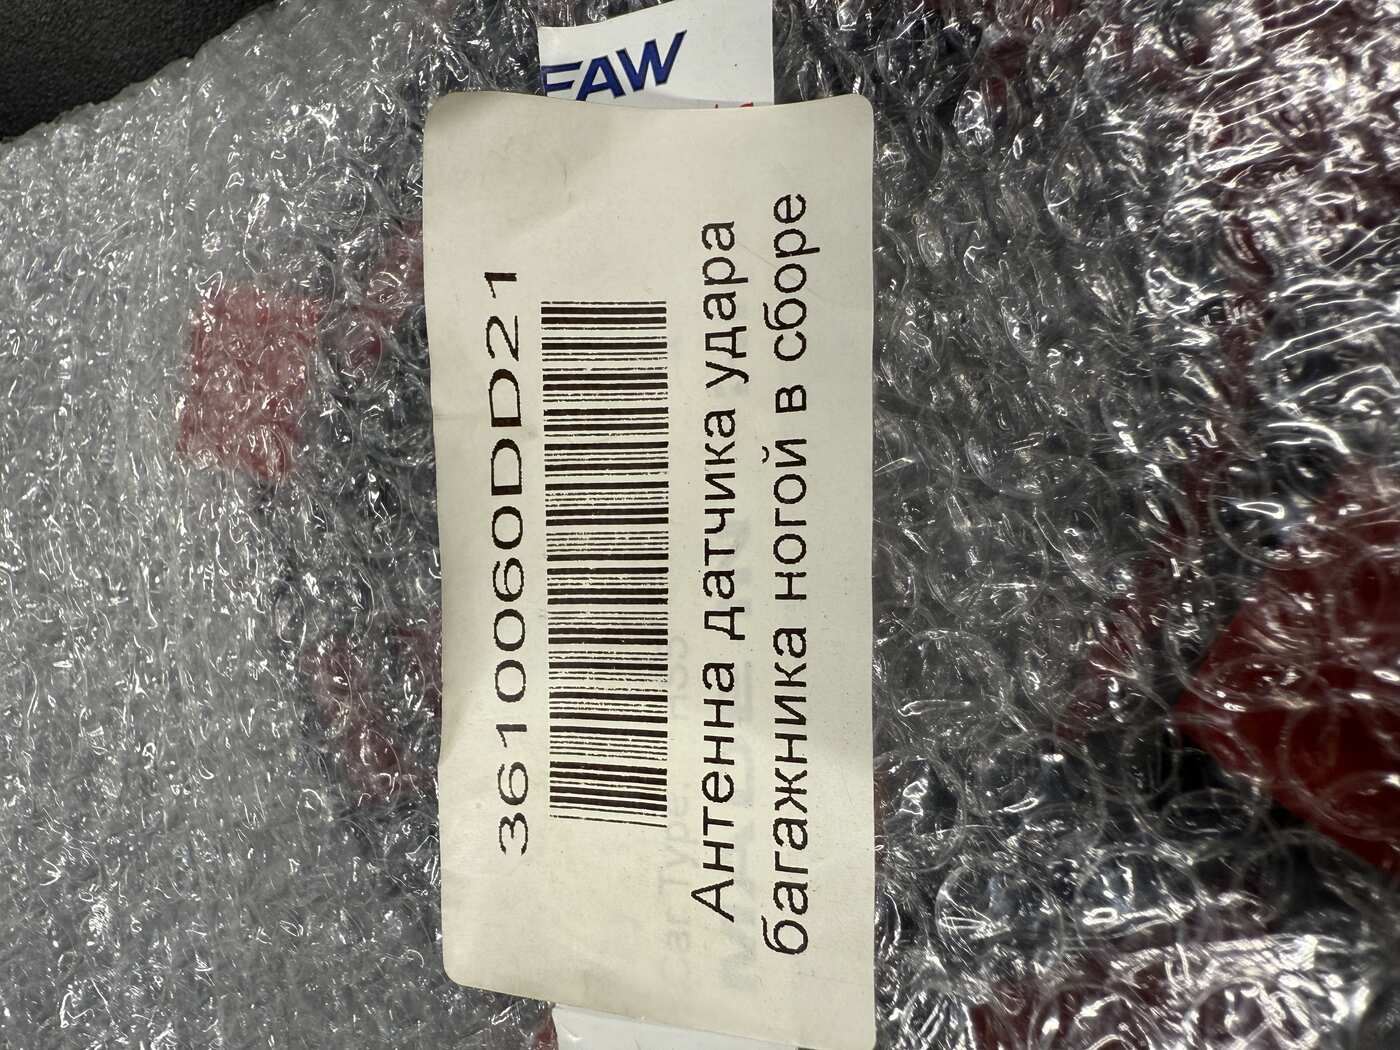 FAW
3610060DD21
Антенна датчика удара
багажника ногой в сборе